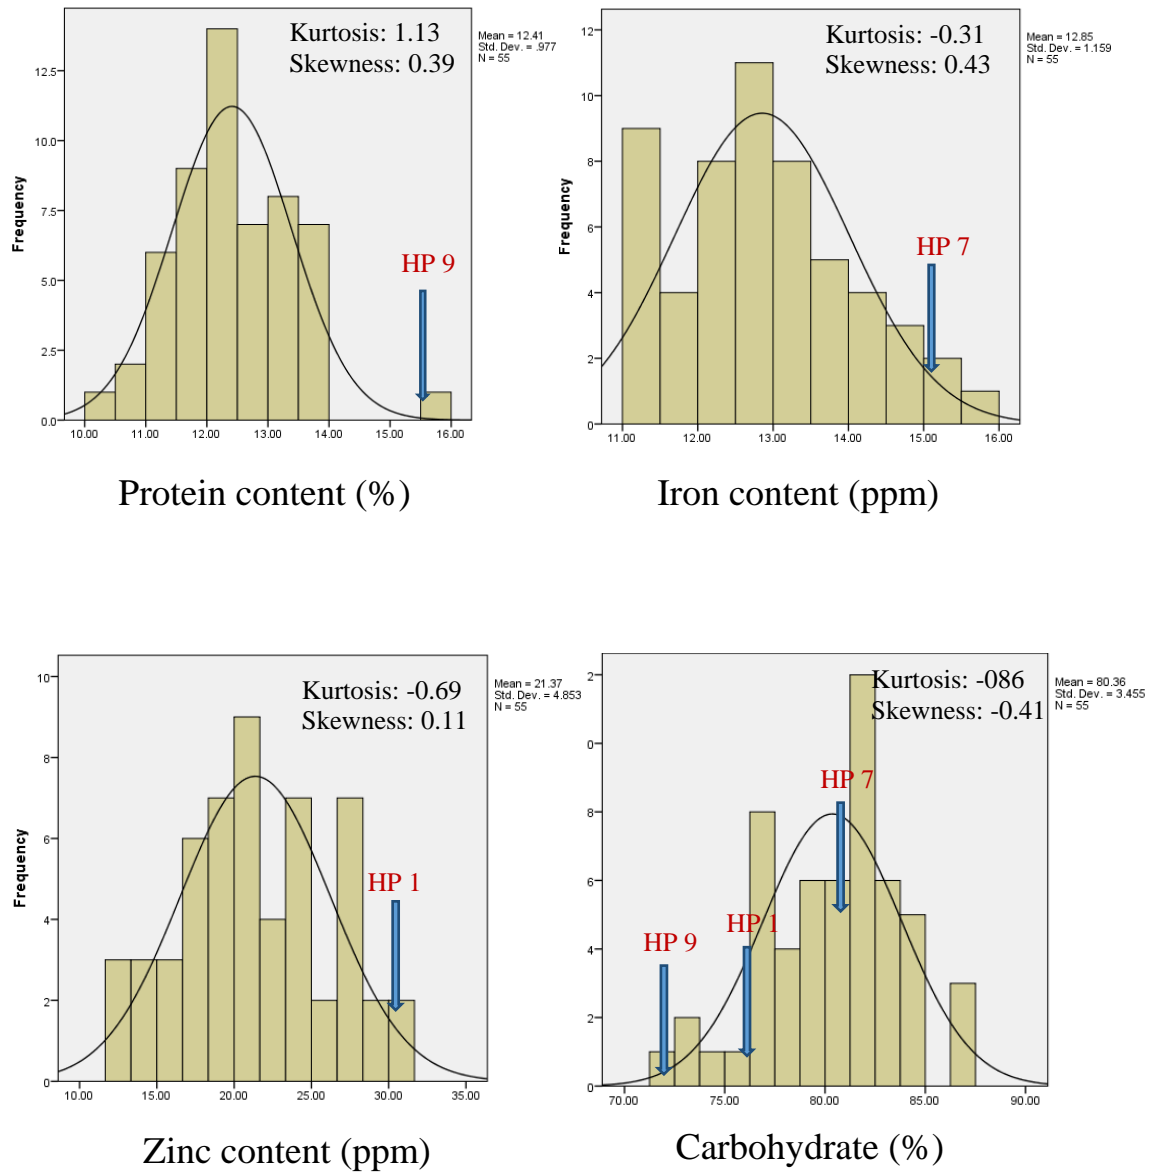 Kurtosis: 1.13
Skewness: 0.39
Mean = 12.41
Std. Dev. = .977
N = 55
Frequency
12.5
10.0
7.5
5.0
2.5
0.0
HP 9
10.00 11.00 12.00 13.00 14.00 15.00 16.00
Protein content (%)
Kurtosis: -0.31
Skewness: 0.43
Mean = 12.85
Std. Dev. = 1.159
N = 55
Frequency
12
10
8
6
4
2
0
HP 7
11.00 12.00 13.00 14.00 15.00 16.00
Iron content (ppm)
Kurtosis: -0.69
Skewness: 0.11
Mean = 21.37
Std. Dev. = 4.853
N = 55
Frequency
10
8
6
4
2
0
HP 1
10.00 15.00 20.00 25.00 30.00 35.00
Zinc content (ppm)
Kurtosis: -086
Skewness: -0.41
Mean = 80.36
Std. Dev. = 3.455
N = 55
2
0
8
6
4
2
0
HP 7
HP 1
HP 9
70.00 75.00 80.00 85.00 90.00
Carbohydrate (%)